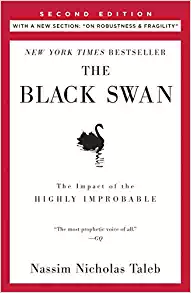 SECOND EDITION
WITH A NEW SECTION: "ON ROBUSTNESS & FRAGILITY"
NEW YORK TIMES BESTSELLER
THE
BLACK SWAN
The Impact of the
HIGHLY IMPROBABLE
"The most prophetic voice of all."
—GQ
Nassim Nicholas Taleb